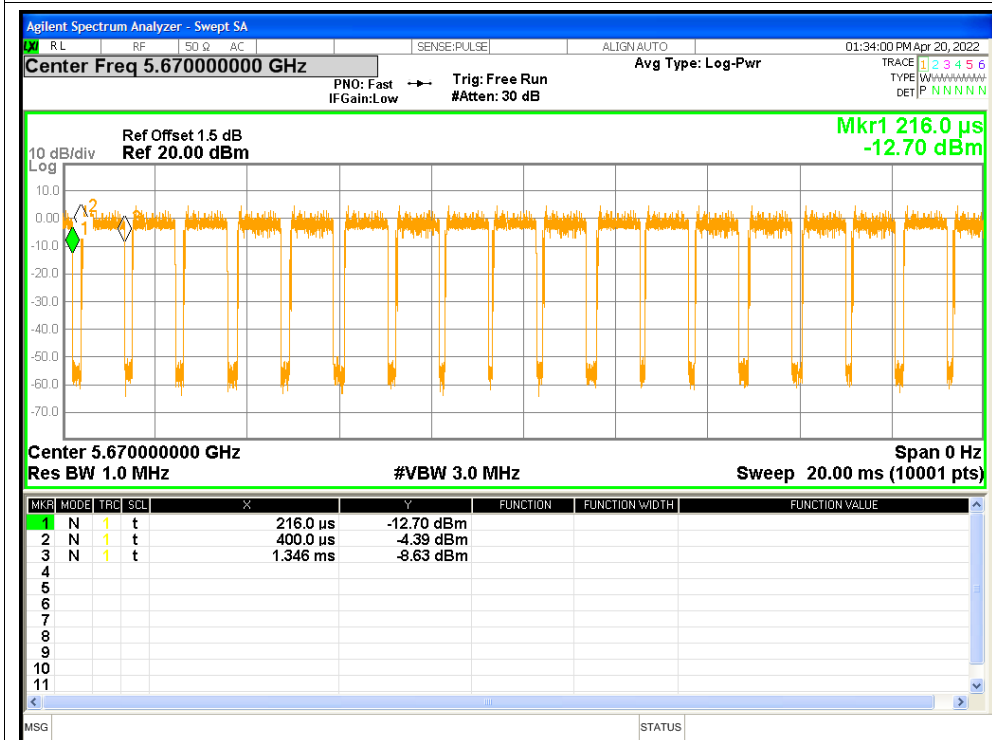 Agilent Spectrum Analyzer - Swept SA
LXI RL RF 50 Ω AC SENSE:PULSE ALIGN AUTO 01:34:00 PM Apr 20, 2022
Center Freq 5.670000000 GHz
PNO: Fast
IFGain:Low
Trig: Free Run
#Atten: 30 dB
Avg Type: Log-Pwr
TRACE 1 2 3 4 5 6
TYPE W
DET P N N N N N
Mkr1 216.0 µs
-12.70 dBm
Ref Offset 1.5 dB
10 dB/div Ref 20.00 dBm
Log
10.0
0.00
-10.0
-20.0
-30.0
-40.0
-50.0
-60.0
-70.0
1
2
Center 5.670000000 GHz Span 0 Hz
Res BW 1.0 MHz #VBW 3.0 MHz Sweep 20.00 ms (10001 pts)
MKR MODE TRC SCL X Y FUNCTION FUNCTION WIDTH FUNCTION VALUE
1 N 1 t 216.0 µs -12.70 dBm
2 N 1 t 400.0 µs -4.39 dBm
3 N 1 t 1.346 ms -8.63 dBm
4
5
6
7
8
9
10
11
MSG STATUS